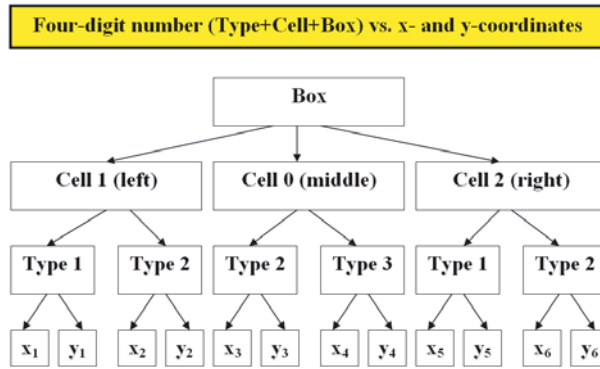 Four-digit number (Type+Cell+Box) vs. x- and y-coordinates
Box
Cell 1 (left) Cell 0 (middle) Cell 2 (right)
Type 1 Type 2 Type 2 Type 3 Type 1 Type 2
x₁ y₁ x₂ y₂ x₃ y₃ x₄ y₄ x₅ y₅ x₆ y₆